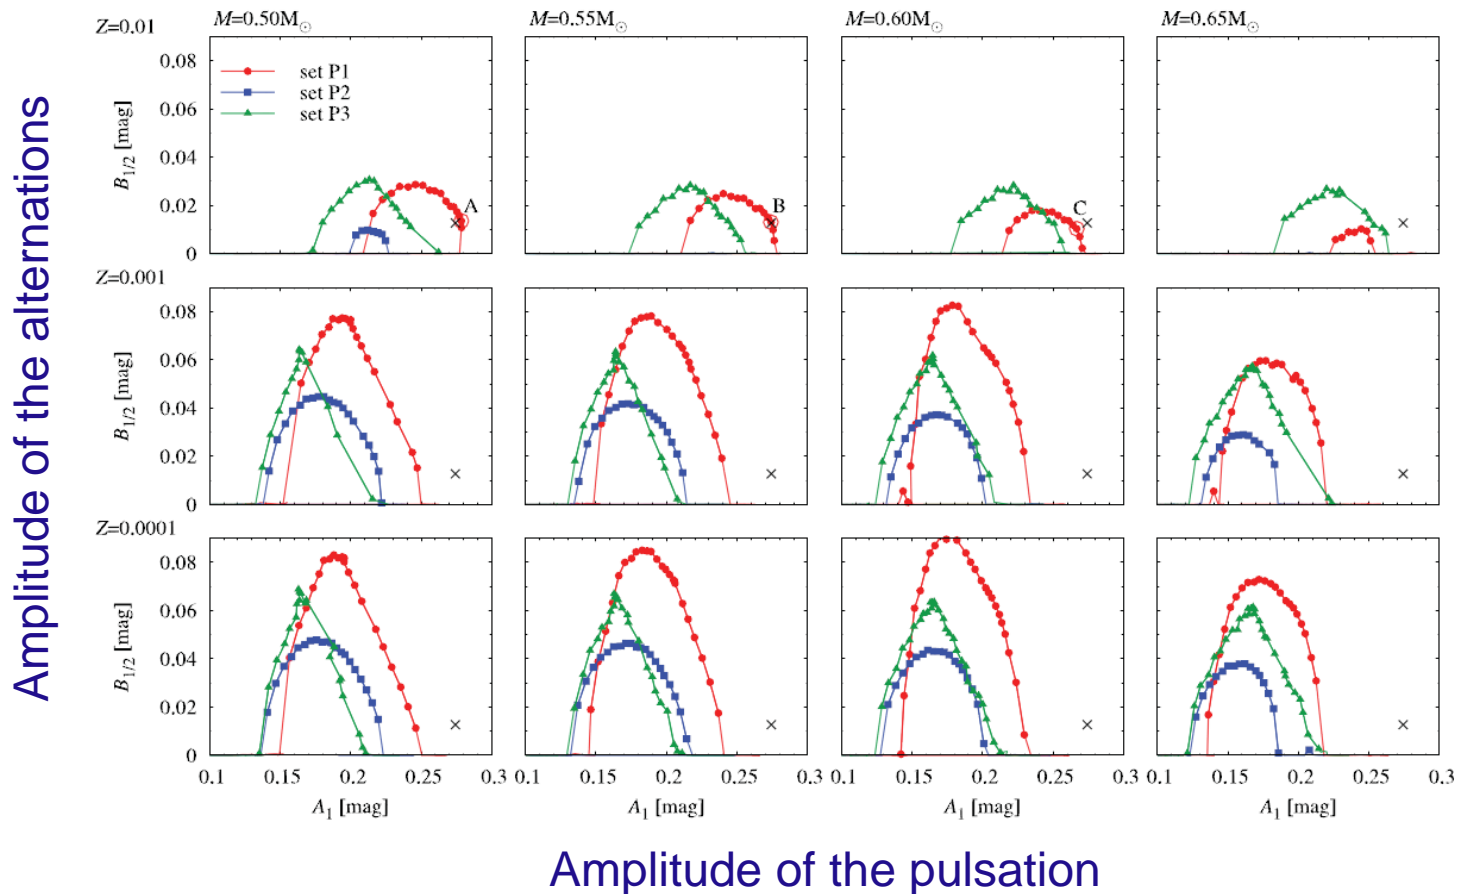 M=0.50M☉ M=0.55M☉ M=0.60M☉ M=0.65M☉
Z=0.01
0.08
0.06
0.04
0.02
0
B1/2 [mag]
set P1
set P2
set P3
A
B
C
Z=0.001
0.08
0.06
0.04
0.02
0
B1/2 [mag]
Z=0.0001
0.08
0.06
0.04
0.02
0
B1/2 [mag]
0.1 0.15 0.2 0.25 0.3 0.15 0.2 0.25 0.3 0.1 0.15 0.2 0.25 0.3 0.1 0.15 0.2 0.25 0.3
A1 [mag] A1 [mag] A1 [mag] A1 [mag]
Amplitude of the alternations
Amplitude of the pulsation